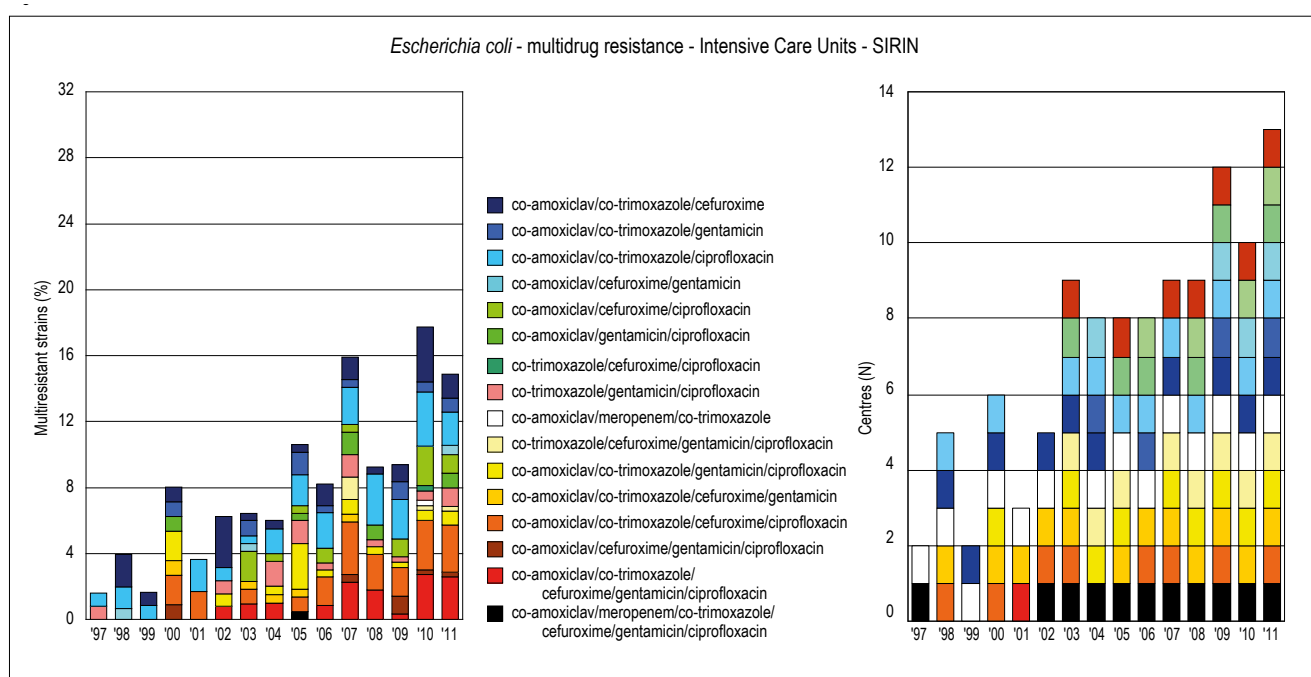 Escherichia coli - multidrug resistance - Intensive Care Units - SIRIN
Multiresistant strains (%)
32
28
24
20
16
12
8
4
0
'97 '98 '99 '00 '01 '02 '03 '04 '05 '06 '07 '08 '09 '10 '11
co-amoxiclav/co-trimoxazole/cefuroxime
co-amoxiclav/co-trimoxazole/gentamicin
co-amoxiclav/co-trimoxazole/ciprofloxacin
co-amoxiclav/cefuroxime/gentamicin
co-amoxiclav/cefuroxime/ciprofloxacin
co-amoxiclav/gentamicin/ciprofloxacin
co-trimoxazole/cefuroxime/ciprofloxacin
co-trimoxazole/gentamicin/ciprofloxacin
co-amoxiclav/meropenem/co-trimoxazole
co-trimoxazole/cefuroxime/gentamicin/ciprofloxacin
co-amoxiclav/co-trimoxazole/gentamicin/ciprofloxacin
co-amoxiclav/co-trimoxazole/cefuroxime/gentamicin
co-amoxiclav/co-trimoxazole/cefuroxime/ciprofloxacin
co-amoxiclav/cefuroxime/gentamicin/ciprofloxacin
co-amoxiclav/co-trimoxazole/
cefuroxime/gentamicin/ciprofloxacin
co-amoxiclav/meropenem/co-trimoxazole/
cefuroxime/gentamicin/ciprofloxacin
Centres (N)
14
12
10
8
6
4
2
0
'97 '98 '99 '00 '01 '02 '03 '04 '05 '06 '07 '08 '09 '10 '11